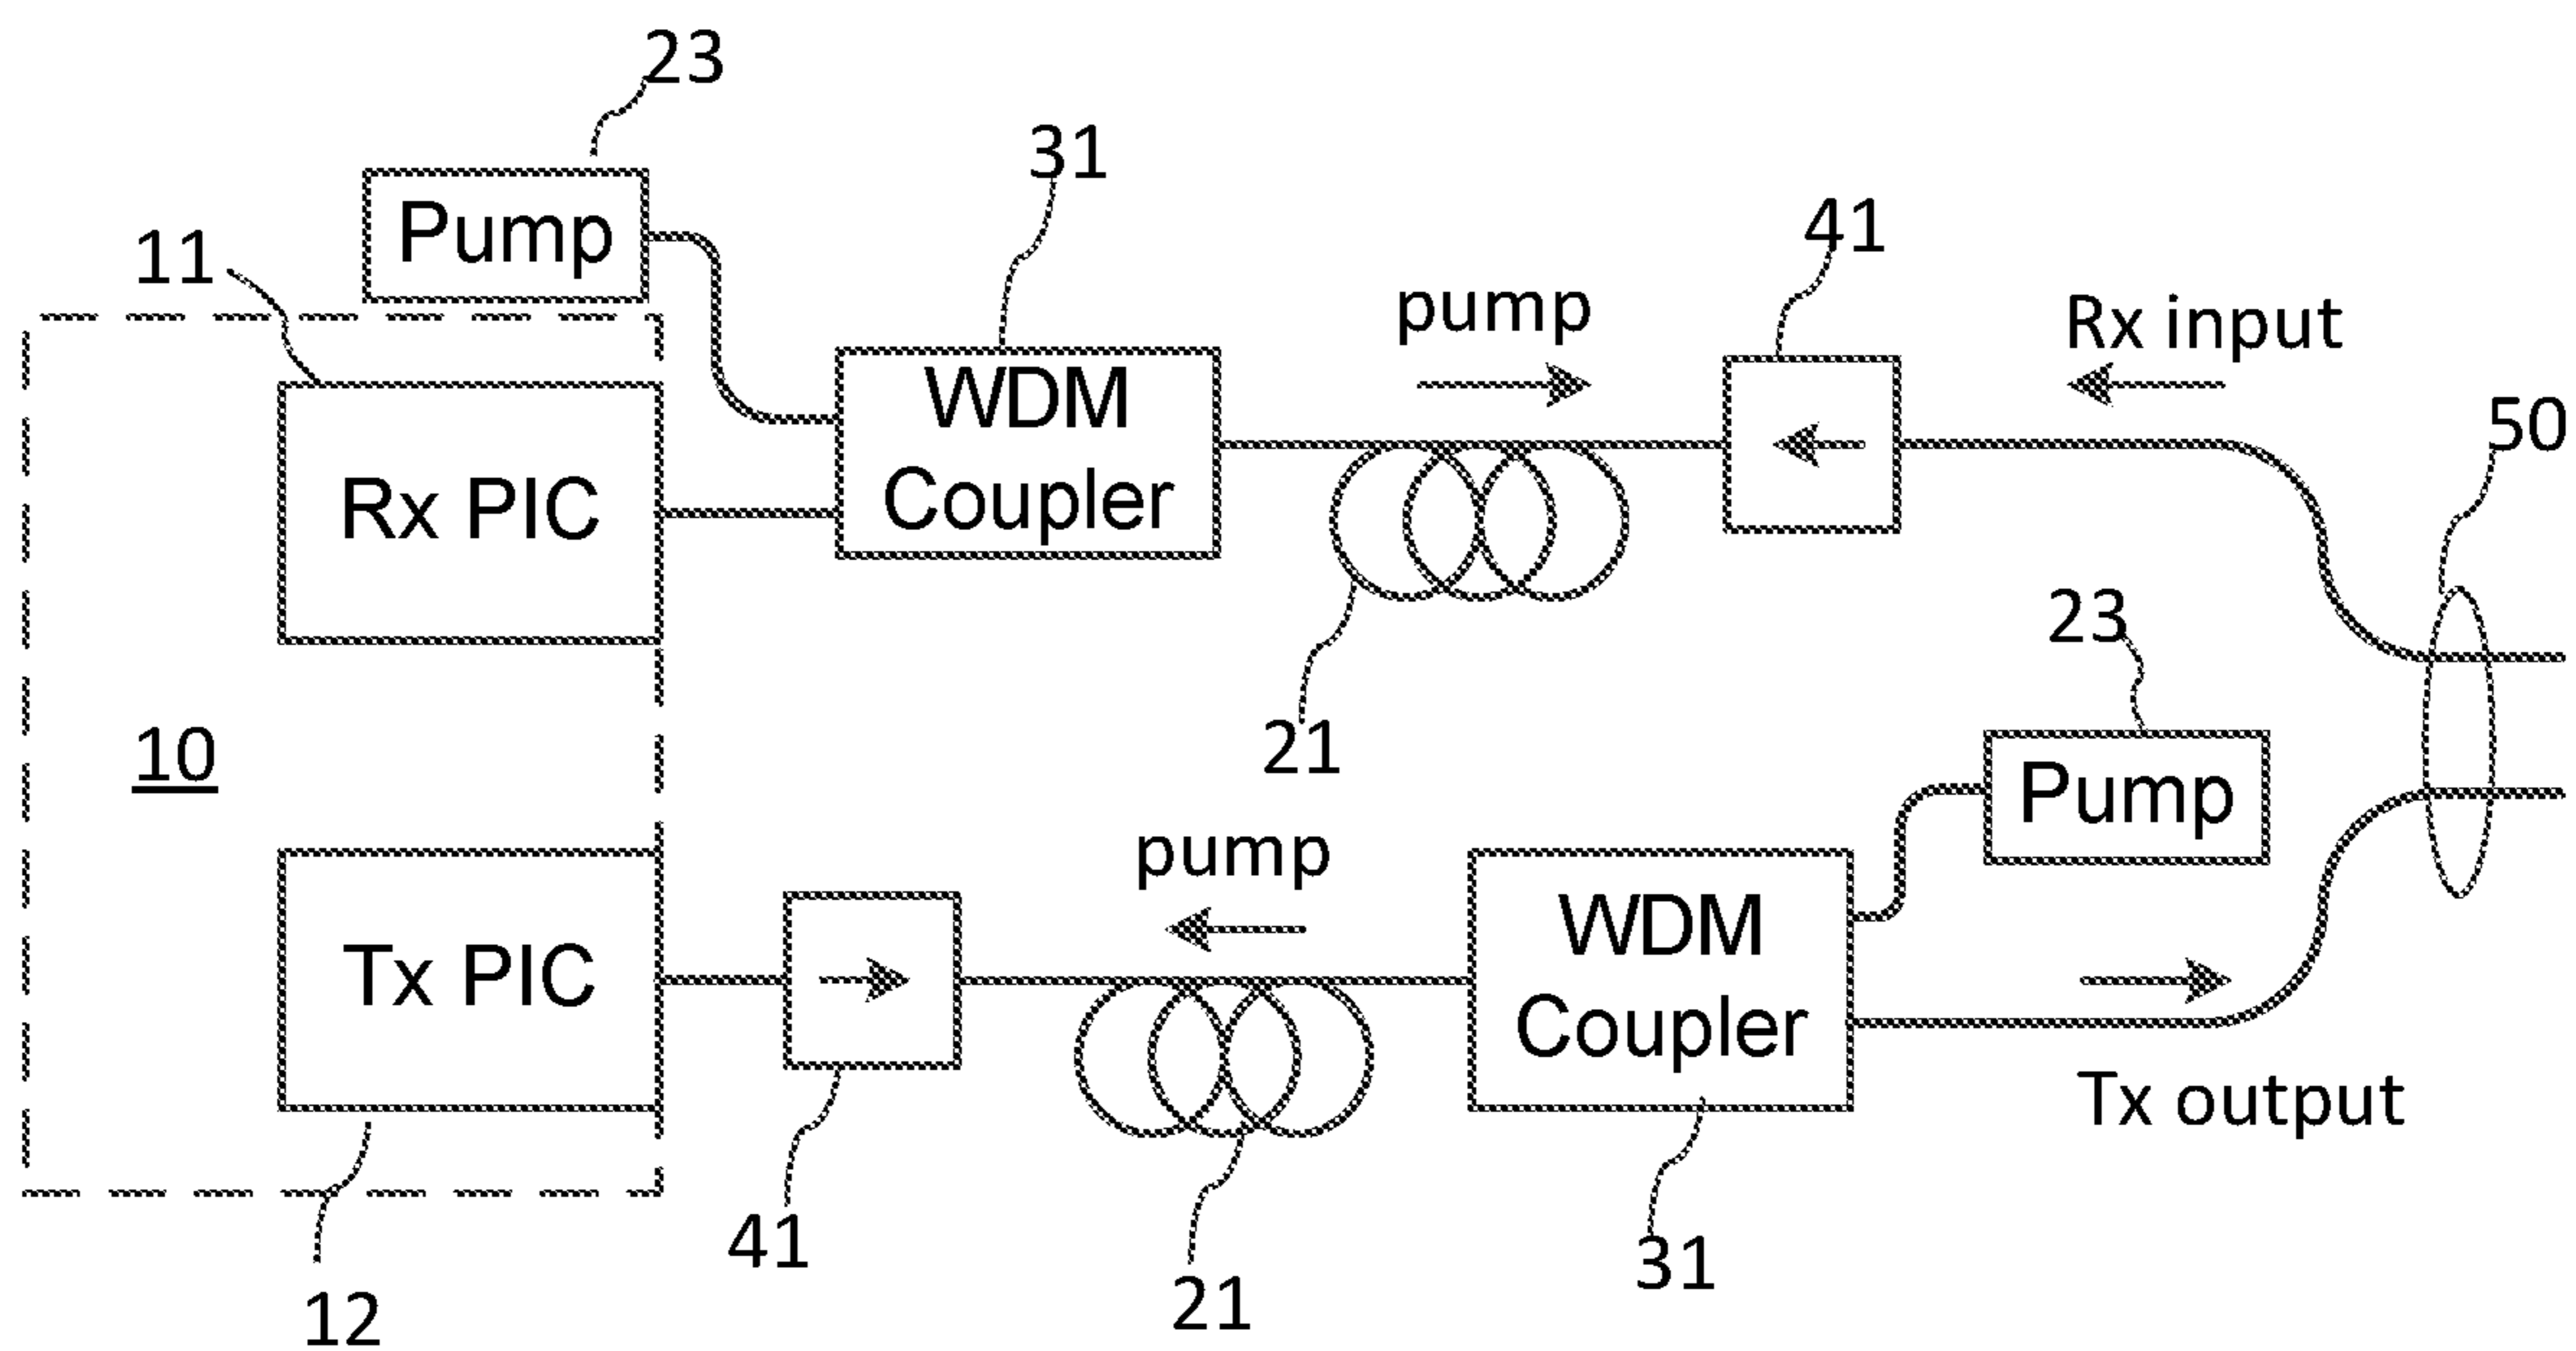 23
31
Pump
41
11
pump
Rx input
WDM
Coupler
50
Rx PIC
23
21
10
Pump
pump
WDM
Coupler
Tx PIC
Tx output
41
31
21
12